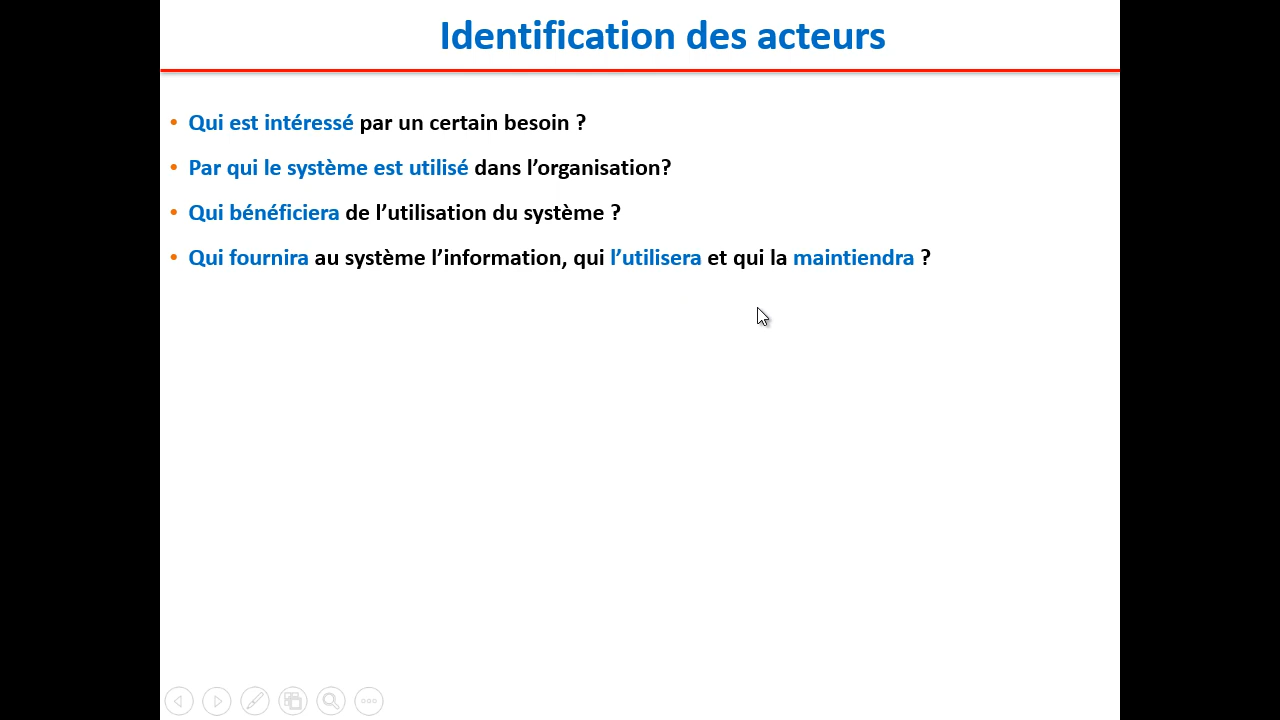 Identification des acteurs
• Qui est intéressé par un certain besoin ?
• Par qui le système est utilisé dans l’organisation?
• Qui bénéficiera de l’utilisation du système ?
• Qui fournira au système l’information, qui l’utilisera et qui la maintiendra ?